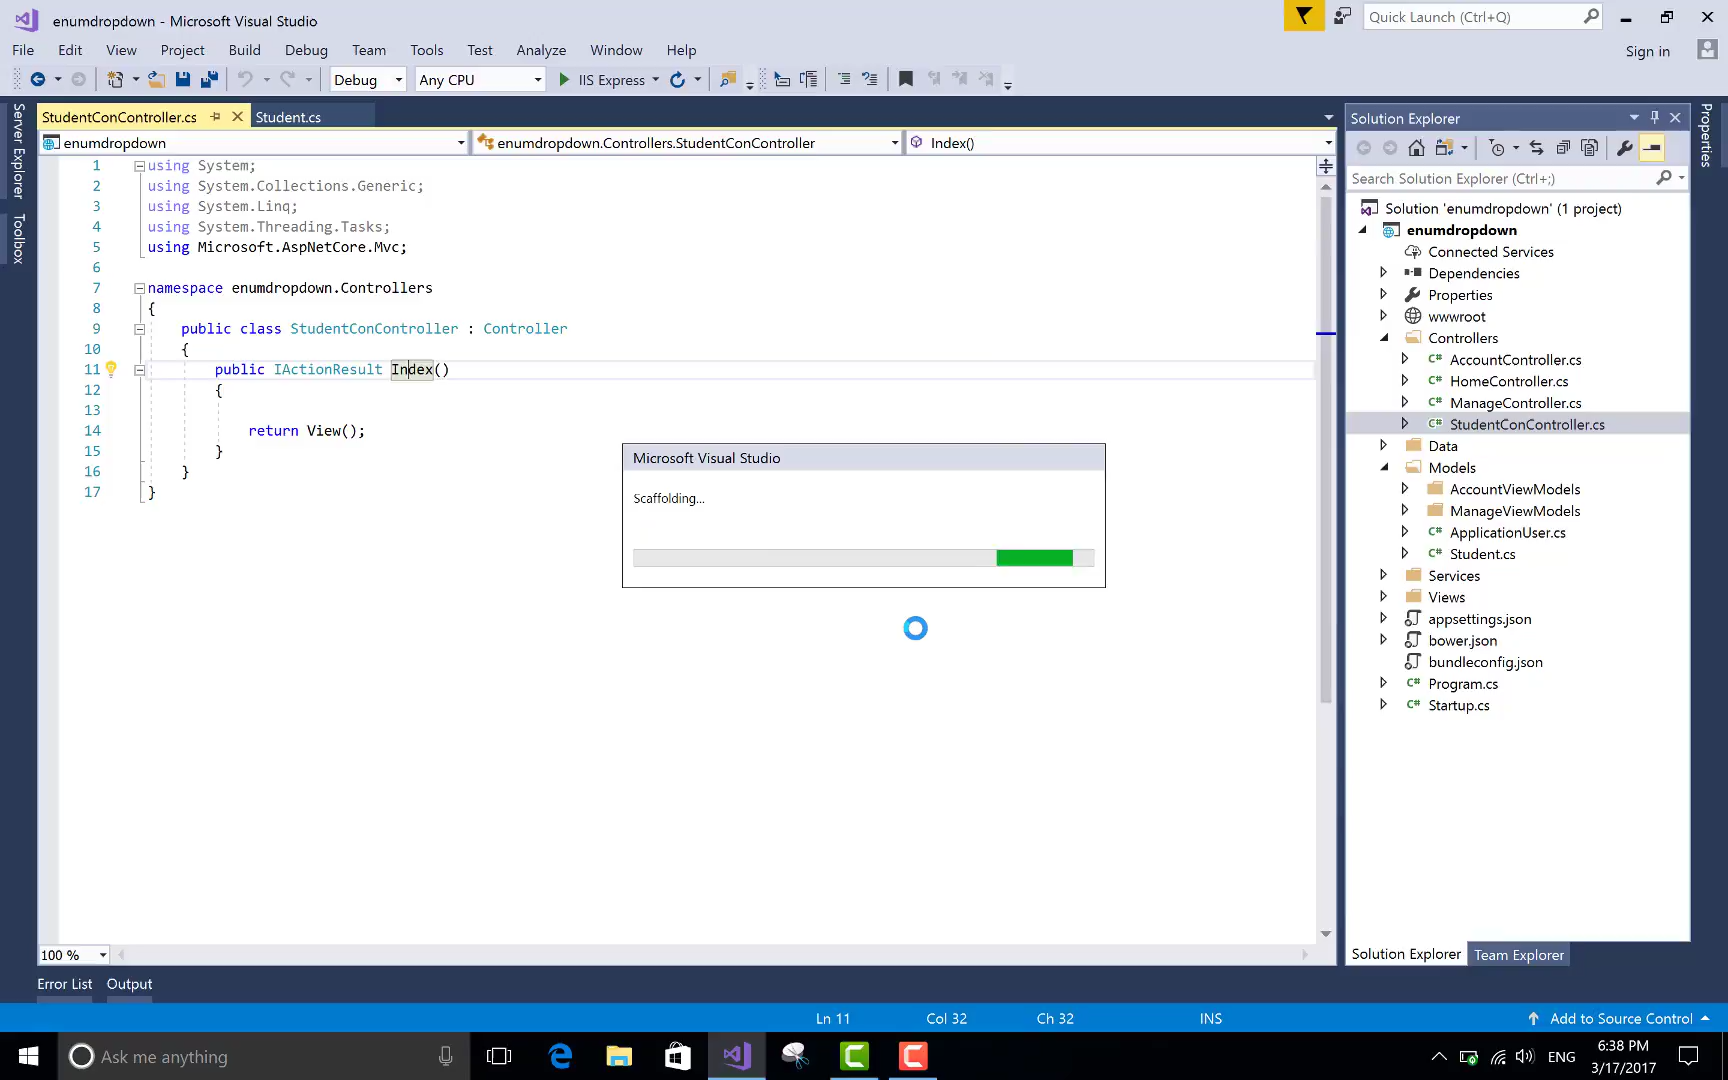 enumdropdown - Microsoft Visual Studio
Quick Launch (Ctrl+Q)
File Edit View Project Build Debug Team Tools Test Analyze Window Help
Sign in
Debug Any CPU IIS Express
Server Explorer
Toolbox
StudentConController.cs Student.cs
enumdropdown enumdropdown.Controllers.StudentConController Index()
1 using System;
2 using System.Collections.Generic;
3 using System.Linq;
4 using System.Threading.Tasks;
5 using Microsoft.AspNetCore.Mvc;
6
7 namespace enumdropdown.Controllers
8 {
9 public class StudentConController : Controller
10 {
11 public IActionResult Index()
12 {
13
14 return View();
15 }
16 }
17 }
Microsoft Visual Studio
Scaffolding...
Solution Explorer
Search Solution Explorer (Ctrl+;)
Solution 'enumdropdown' (1 project)
enumdropdown
Connected Services
Dependencies
Properties
wwwroot
Controllers
C# AccountController.cs
C# HomeController.cs
C# ManageController.cs
C# StudentConController.cs
Data
Models
AccountViewModels
ManageViewModels
C# ApplicationUser.cs
C# Student.cs
Services
Views
appsettings.json
bower.json
bundleconfig.json
C# Program.cs
C# Startup.cs
Solution Explorer Team Explorer
Properties
100 %
Error List Output
Ln 11 Col 32 Ch 32 INS Add to Source Control
Ask me anything
ENG
6:38 PM
3/17/2017